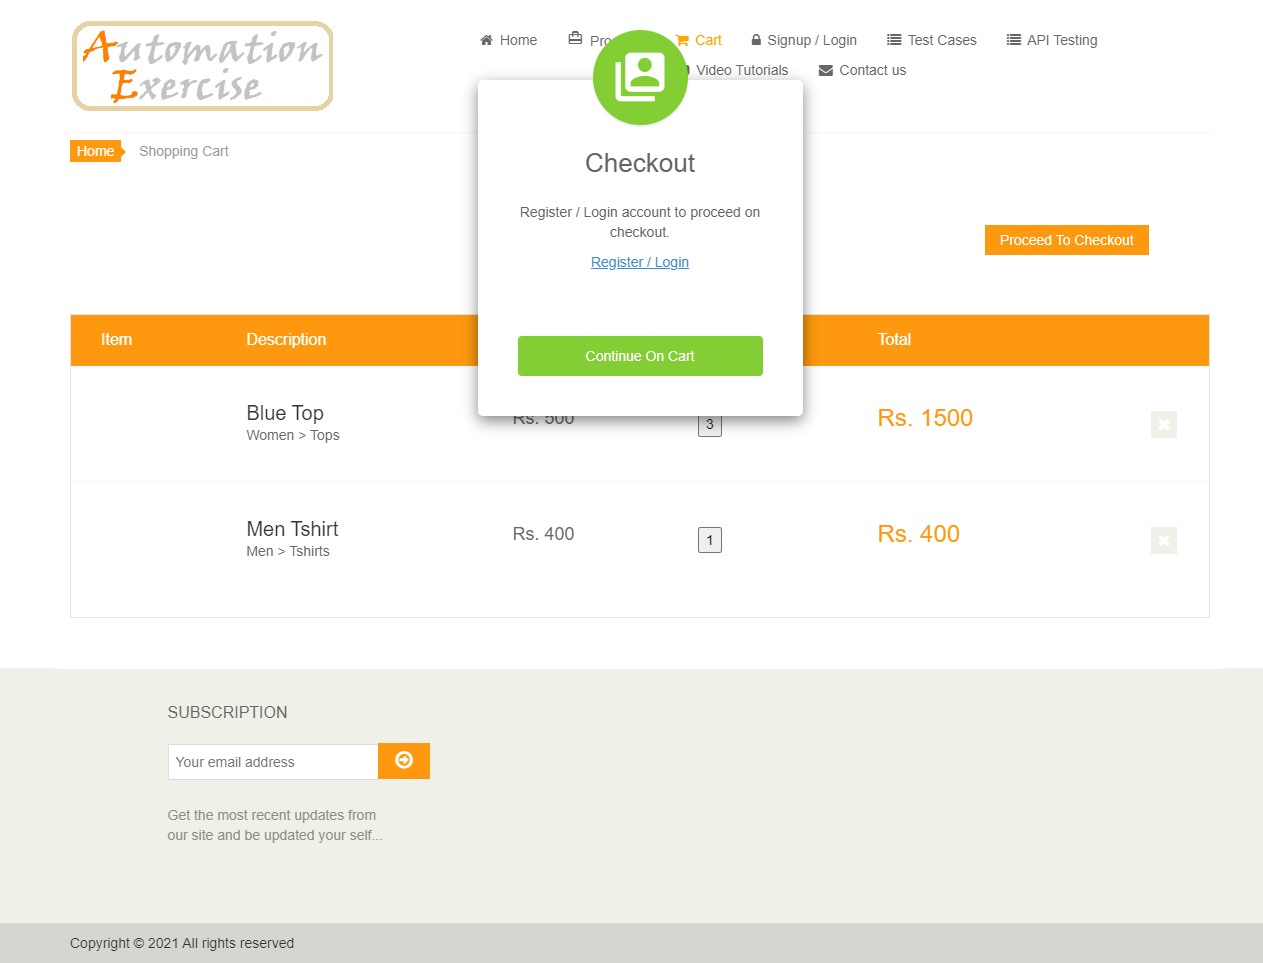 Automation
Exercise
Home
Cart
Signup / Login
Test Cases
API Testing
Video Tutorials
Contact us
Home
Shopping Cart
Checkout
Register / Login account to proceed on
checkout.
Register / Login
Continue On Cart
Proceed To Checkout
Item Description Total
Blue Top
Women > Tops
Rs. 500
3
Rs. 1500
Men Tshirt
Men > Tshirts
Rs. 400
1
Rs. 400
SUBSCRIPTION
Your email address
Get the most recent updates from
our site and be updated your self...
Copyright © 2021 All rights reserved